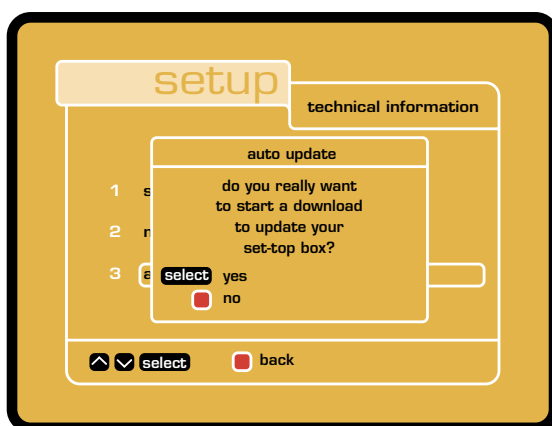 setup
technical information
auto update
do you really want
to start a download
to update your
set-top box?
1 s
2
3 a
select yes
no
select back